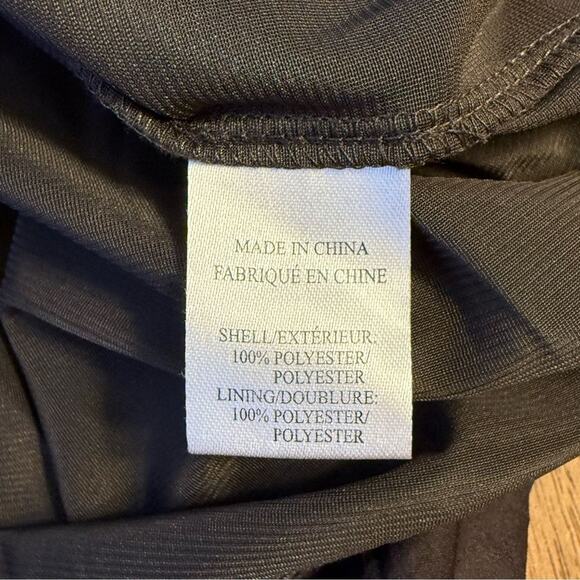 MADE IN CHINA
FABRIQUÉ EN CHINE
SHELL/EXTÉRIEUR:
100% POLYESTER/
POLYESTER
LINING/DOUBLURE:
100% POLYESTER/
POLYESTER